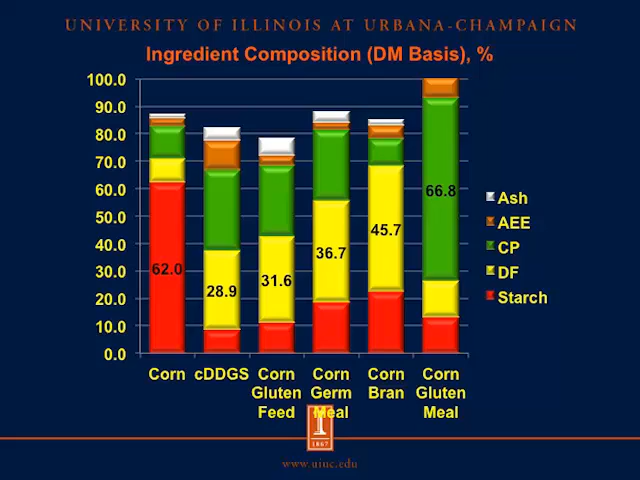 UNIVERSITY OF ILLINOIS AT URBANA-CHAMPAIGN
Ingredient Composition (DM Basis), %
100.0
90.0
80.0
70.0
60.0
50.0
40.0
30.0
20.0
10.0
0.0
62.0
28.9
31.6
36.7
45.7
66.8
Ash
AEE
CP
DF
Starch
Corn
cDDGS
Corn
Gluten
Feed
Corn
Germ
Meal
Corn
Bran
Corn
Gluten
Meal
I
1867
www.uiuc.edu